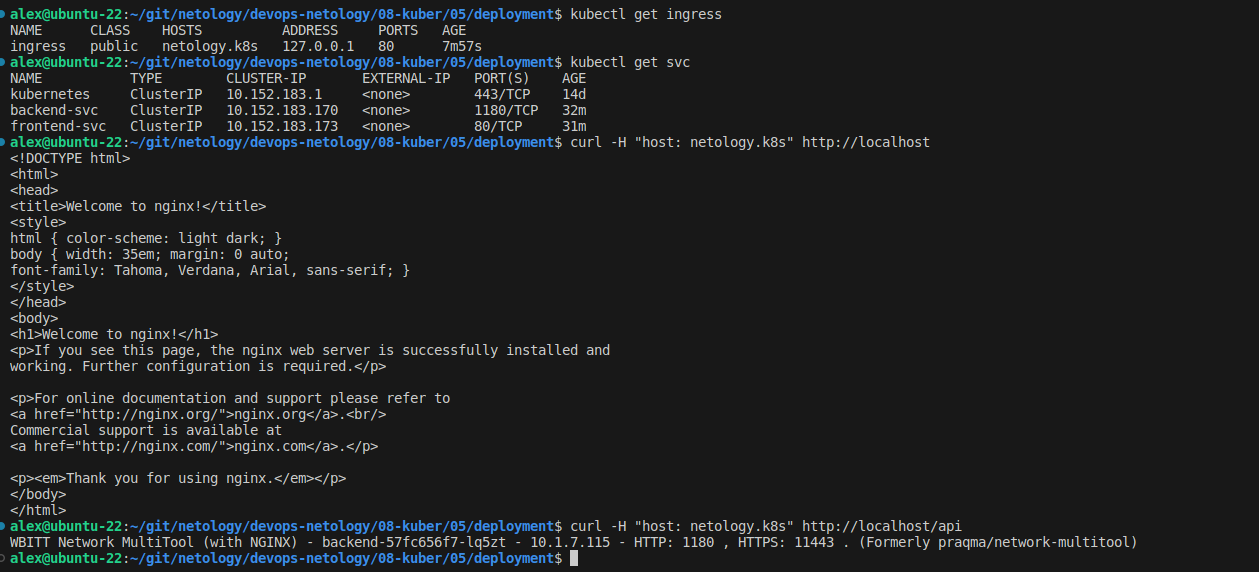 alex@ubuntu-22:~/git/netology/devops-netology/08-kuber/05/deployment$ kubectl get ingress
NAME      CLASS    HOSTS          ADDRESS     PORTS   AGE
ingress   public   netology.k8s   127.0.0.1   80      7m57s
alex@ubuntu-22:~/git/netology/devops-netology/08-kuber/05/deployment$ kubectl get svc
NAME           TYPE        CLUSTER-IP       EXTERNAL-IP   PORT(S)    AGE
kubernetes     ClusterIP   10.152.183.1     <none>        443/TCP    14d
backend-svc    ClusterIP   10.152.183.170   <none>        1180/TCP   32m
frontend-svc   ClusterIP   10.152.183.173   <none>        80/TCP     31m
alex@ubuntu-22:~/git/netology/devops-netology/08-kuber/05/deployment$ curl -H "host: netology.k8s" http://localhost
<!DOCTYPE html>
<html>
<head>
<title>Welcome to nginx!</title>
<style>
html { color-scheme: light dark; }
body { width: 35em; margin: 0 auto;
font-family: Tahoma, Verdana, Arial, sans-serif; }
</style>
</head>
<body>
<h1>Welcome to nginx!</h1>
<p>If you see this page, the nginx web server is successfully installed and
working. Further configuration is required.</p>

<p>For online documentation and support please refer to
<a href="http://nginx.org/">nginx.org</a>.<br/>
Commercial support is available at
<a href="http://nginx.com/">nginx.com</a>.</p>

<p><em>Thank you for using nginx.</em></p>
</body>
</html>
alex@ubuntu-22:~/git/netology/devops-netology/08-kuber/05/deployment$ curl -H "host: netology.k8s" http://localhost/api
WBITT Network MultiTool (with NGINX) - backend-57fc656f7-lq5zt - 10.1.7.115 - HTTP: 1180 , HTTPS: 11443 . (Formerly praqma/network-multitool)
alex@ubuntu-22:~/git/netology/devops-netology/08-kuber/05/deployment$